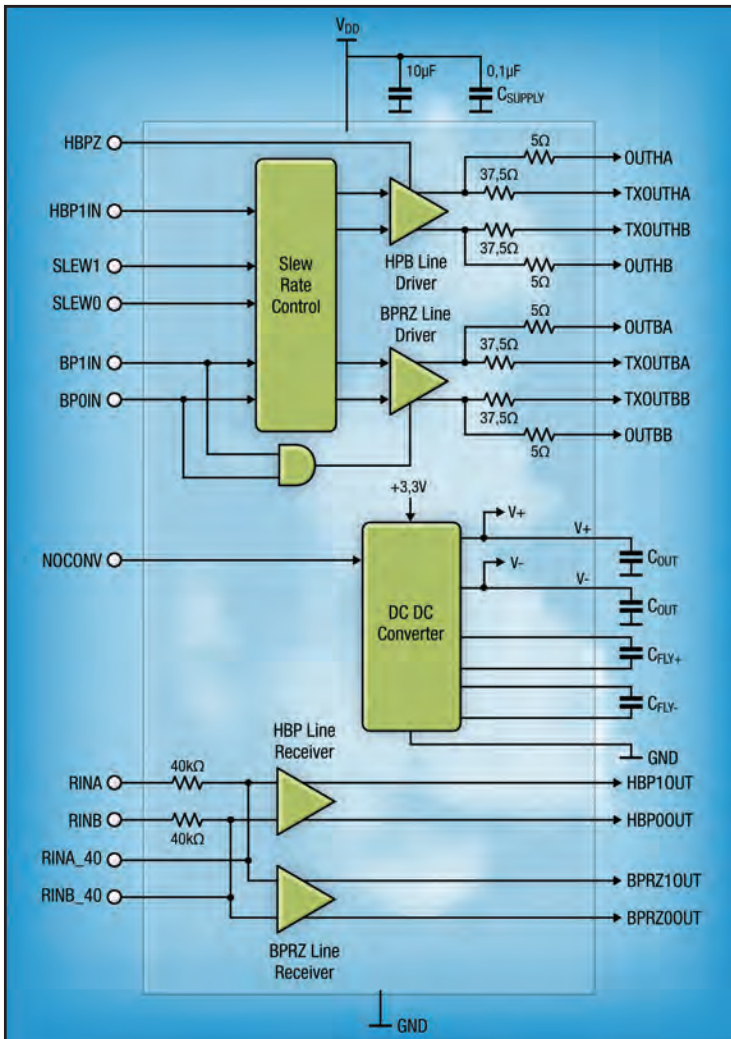 VDD
10µF
0,1µF
CSUPPLY
HBPZ
HBP1IN
SLEW1
SLEW0
BP1IN
BP0IN
Slew
Rate
Control
HPB Line
Driver
BPRZ Line
Driver
5Ω
OUTHA
37,5Ω
TXOUTHA
TXOUTHB
37,5Ω
OUTHB
5Ω
5Ω
OUTBA
37,5Ω
TXOUTBA
TXOUTBB
37,5Ω
OUTBB
5Ω
+3,3V
NOCONV
DC DC
Converter
V+
V+
COUT
V-
V-
COUT
CFLY+
CFLY-
GND
HBP Line
Receiver
RINA
40kΩ
RINB
40kΩ
RINA_40
RINB_40
HBP1OUT
HBP0OUT
BPRZ1OUT
BPRZ0OUT
BPRZ Line
Receiver
GND